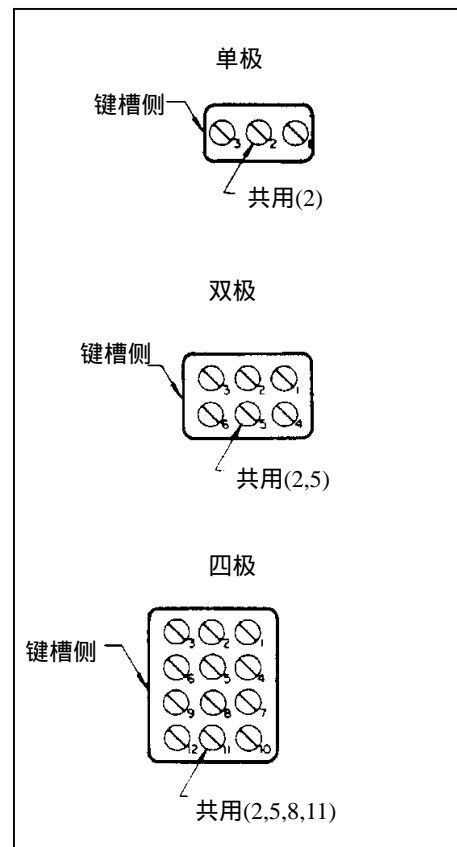 单极
键槽侧
3 2
共用(2)
双极
键槽侧
3 2 1
6 5 4
共用(2,5)
四极
键槽侧
3 2 1
6 5 4
9 8 7
12 11 10
共用(2,5,8,11)